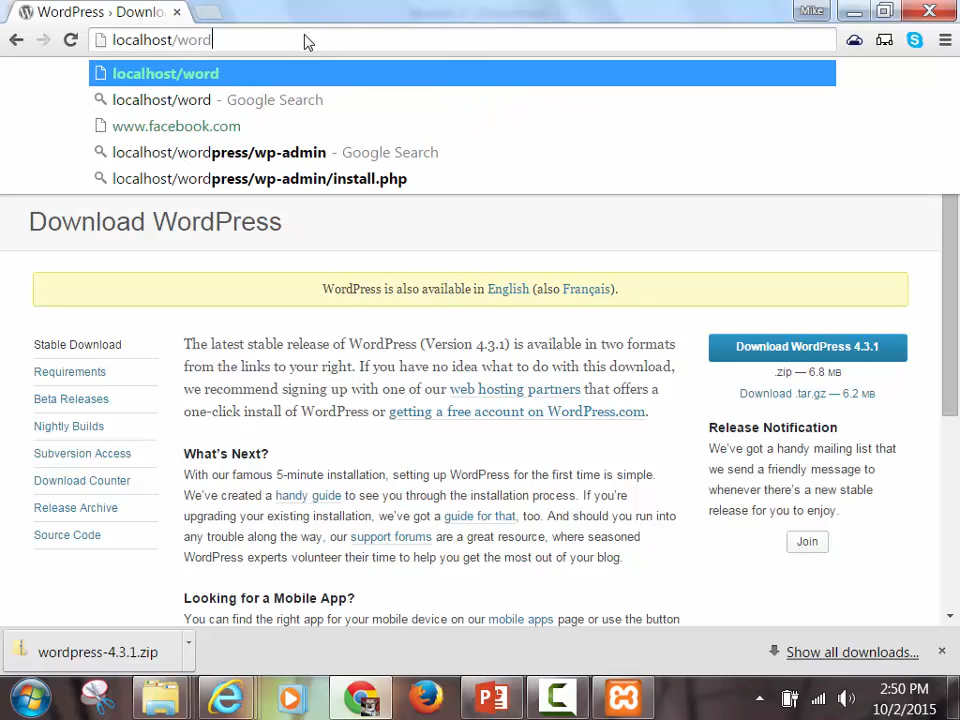 WordPress › Downlo
Mike
localhost/word
localhost/word
localhost/word - Google Search
www.facebook.com
localhost/wordpress/wp-admin - Google Search
localhost/wordpress/wp-admin/install.php
Download WordPress
WordPress is also available in English (also Français).
Stable Download
Requirements
Beta Releases
Nightly Builds
Subversion Access
Download Counter
Release Archive
Source Code
The latest stable release of WordPress (Version 4.3.1) is available in two formats
from the links to your right. If you have no idea what to do with this download,
we recommend signing up with one of our web hosting partners that offers a
one-click install of WordPress or getting a free account on WordPress.com.
What's Next?
With our famous 5-minute installation, setting up WordPress for the first time is simple.
We've created a handy guide to see you through the installation process. If you're
upgrading your existing installation, we've got a guide for that, too. And should you run into
any trouble along the way, our support forums are a great resource, where seasoned
WordPress experts volunteer their time to help you get the most out of your blog.
Looking for a Mobile App?
You can find the right app for your mobile device on our mobile apps page or use the button
Download WordPress 4.3.1
.zip — 6.8 MB
Download .tar.gz — 6.2 MB
Release Notification
We've got a handy mailing list that
we send a friendly message to
whenever there's a new stable
release for you to enjoy.
Join
wordpress-4.3.1.zip
Show all downloads...
2:50 PM
10/2/2015